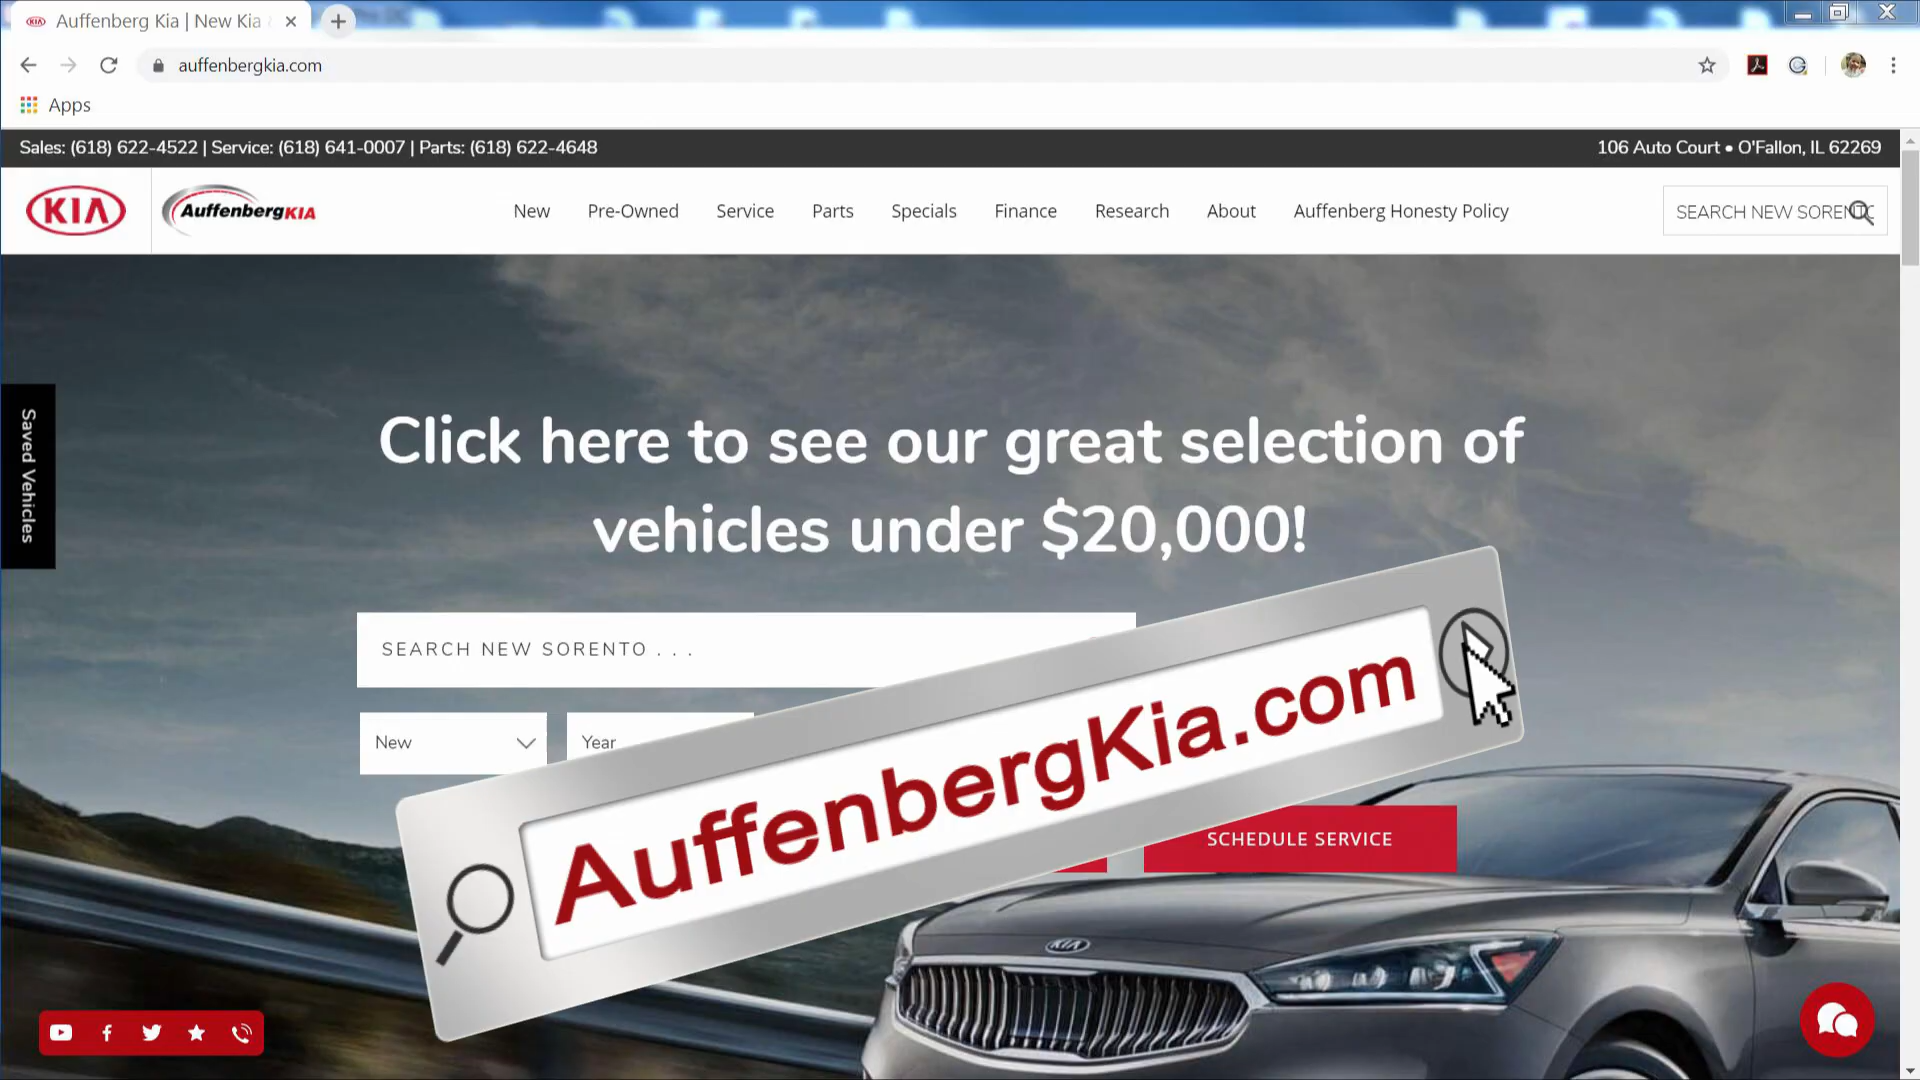 Auffenberg Kia | New Kia
auffenbergkia.com
Apps
Sales: (618) 622-4522 | Service: (618) 641-0007 | Parts: (618) 622-4648
106 Auto Court • O'Fallon, IL 62269
KIA
AuffenbergKIA
New
Pre-Owned
Service
Parts
Specials
Finance
Research
About
Auffenberg Honesty Policy
SEARCH NEW SORENTO
Saved Vehicles
Click here to see our great selection of
vehicles under $20,000!
SEARCH NEW SORENTO . . .
New
Year
AuffenbergKia.com
SCHEDULE SERVICE
KIA